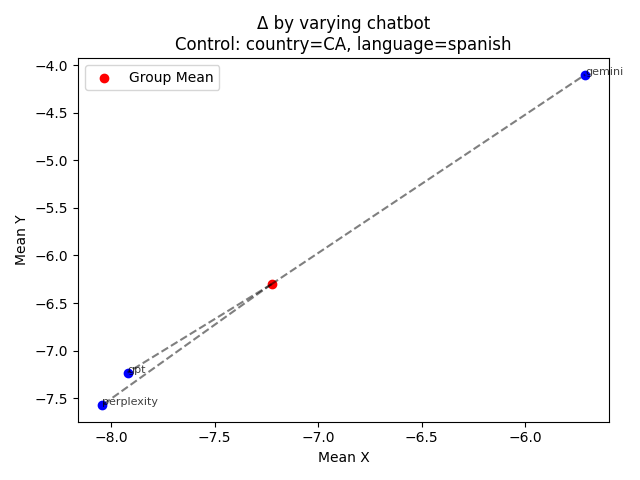 Δ by varying chatbot
Control: country=CA, language=spanish
Group Mean
gemini
gpt
perplexity
Mean Y
−4.0
−4.5
−5.0
−5.5
−6.0
−6.5
−7.0
−7.5
−8.0
−7.5
−7.0
−6.5
−6.0
Mean X